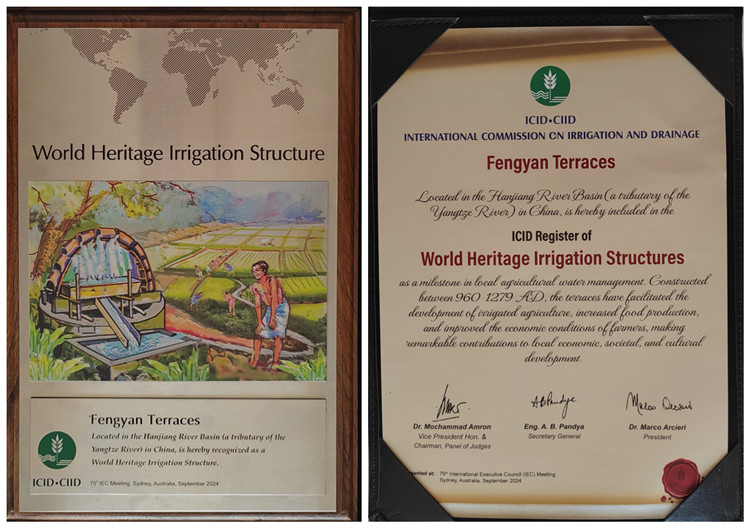 World Heritage Irrigation Structure
Fengyan Terraces
Located in the Hanjiang River Basin (a tributary of the
Yangtze River) in China, is hereby recognized as a
World Heritage Irrigation Structure.
ICID•CIID
75th IEC Meeting, Sydney, Australia, September 2024
ICID•CIID
INTERNATIONAL COMMISSION ON IRRIGATION AND DRAINAGE
Fengyan Terraces
Located in the Hanjiang River Basin (a tributary of the
Yangtze River) in China, is hereby included in the
ICID Register of
World Heritage Irrigation Structures
as a milestone in local agricultural water management. Constructed
between 960-1279 AD, the terraces have facilitated the
development of irrigated agriculture, increased food production,
and improved the economic conditions of farmers, making
remarkable contributions to local economic, societal, and cultural
development.
ABPandya
Marco Arcieri
Dr. Mochammad Amron
Vice President Hon. &
Chairman, Panel of Judges
Eng. A. B. Pandya
Secretary General
Dr. Marco Arcieri
President
ented at: 75th International Executive Council (IEC) Meeting
Sydney, Australia, September 2024